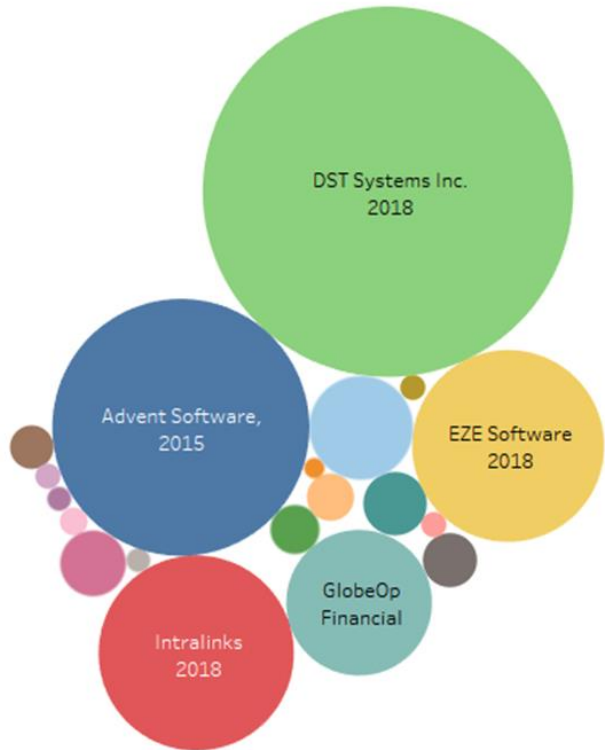 DST Systems Inc.
2018
Advent Software,
2015
EZE Software
2018
GlobeOp
Financial
Intralinks
2018